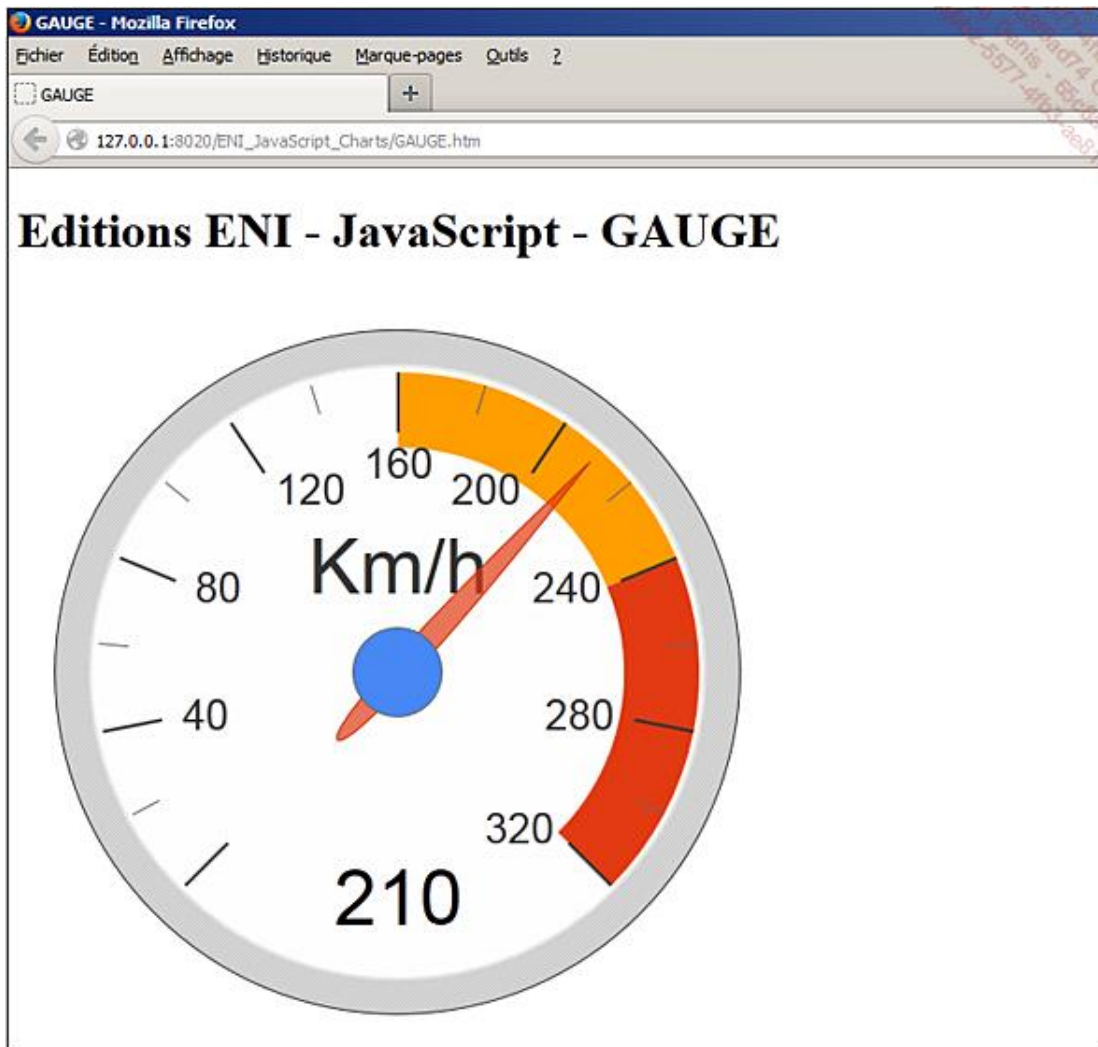 GAUGE - Mozilla Firefox
Fichier Édition Affichage Historique Marque-pages Outils ?
GAUGE +
127.0.0.1:8020/ENI_JavaScript_Charts/GAUGE.htm
Editions ENI - JavaScript - GAUGE
160
120 200
Km/h
80 240
40 280
320
210